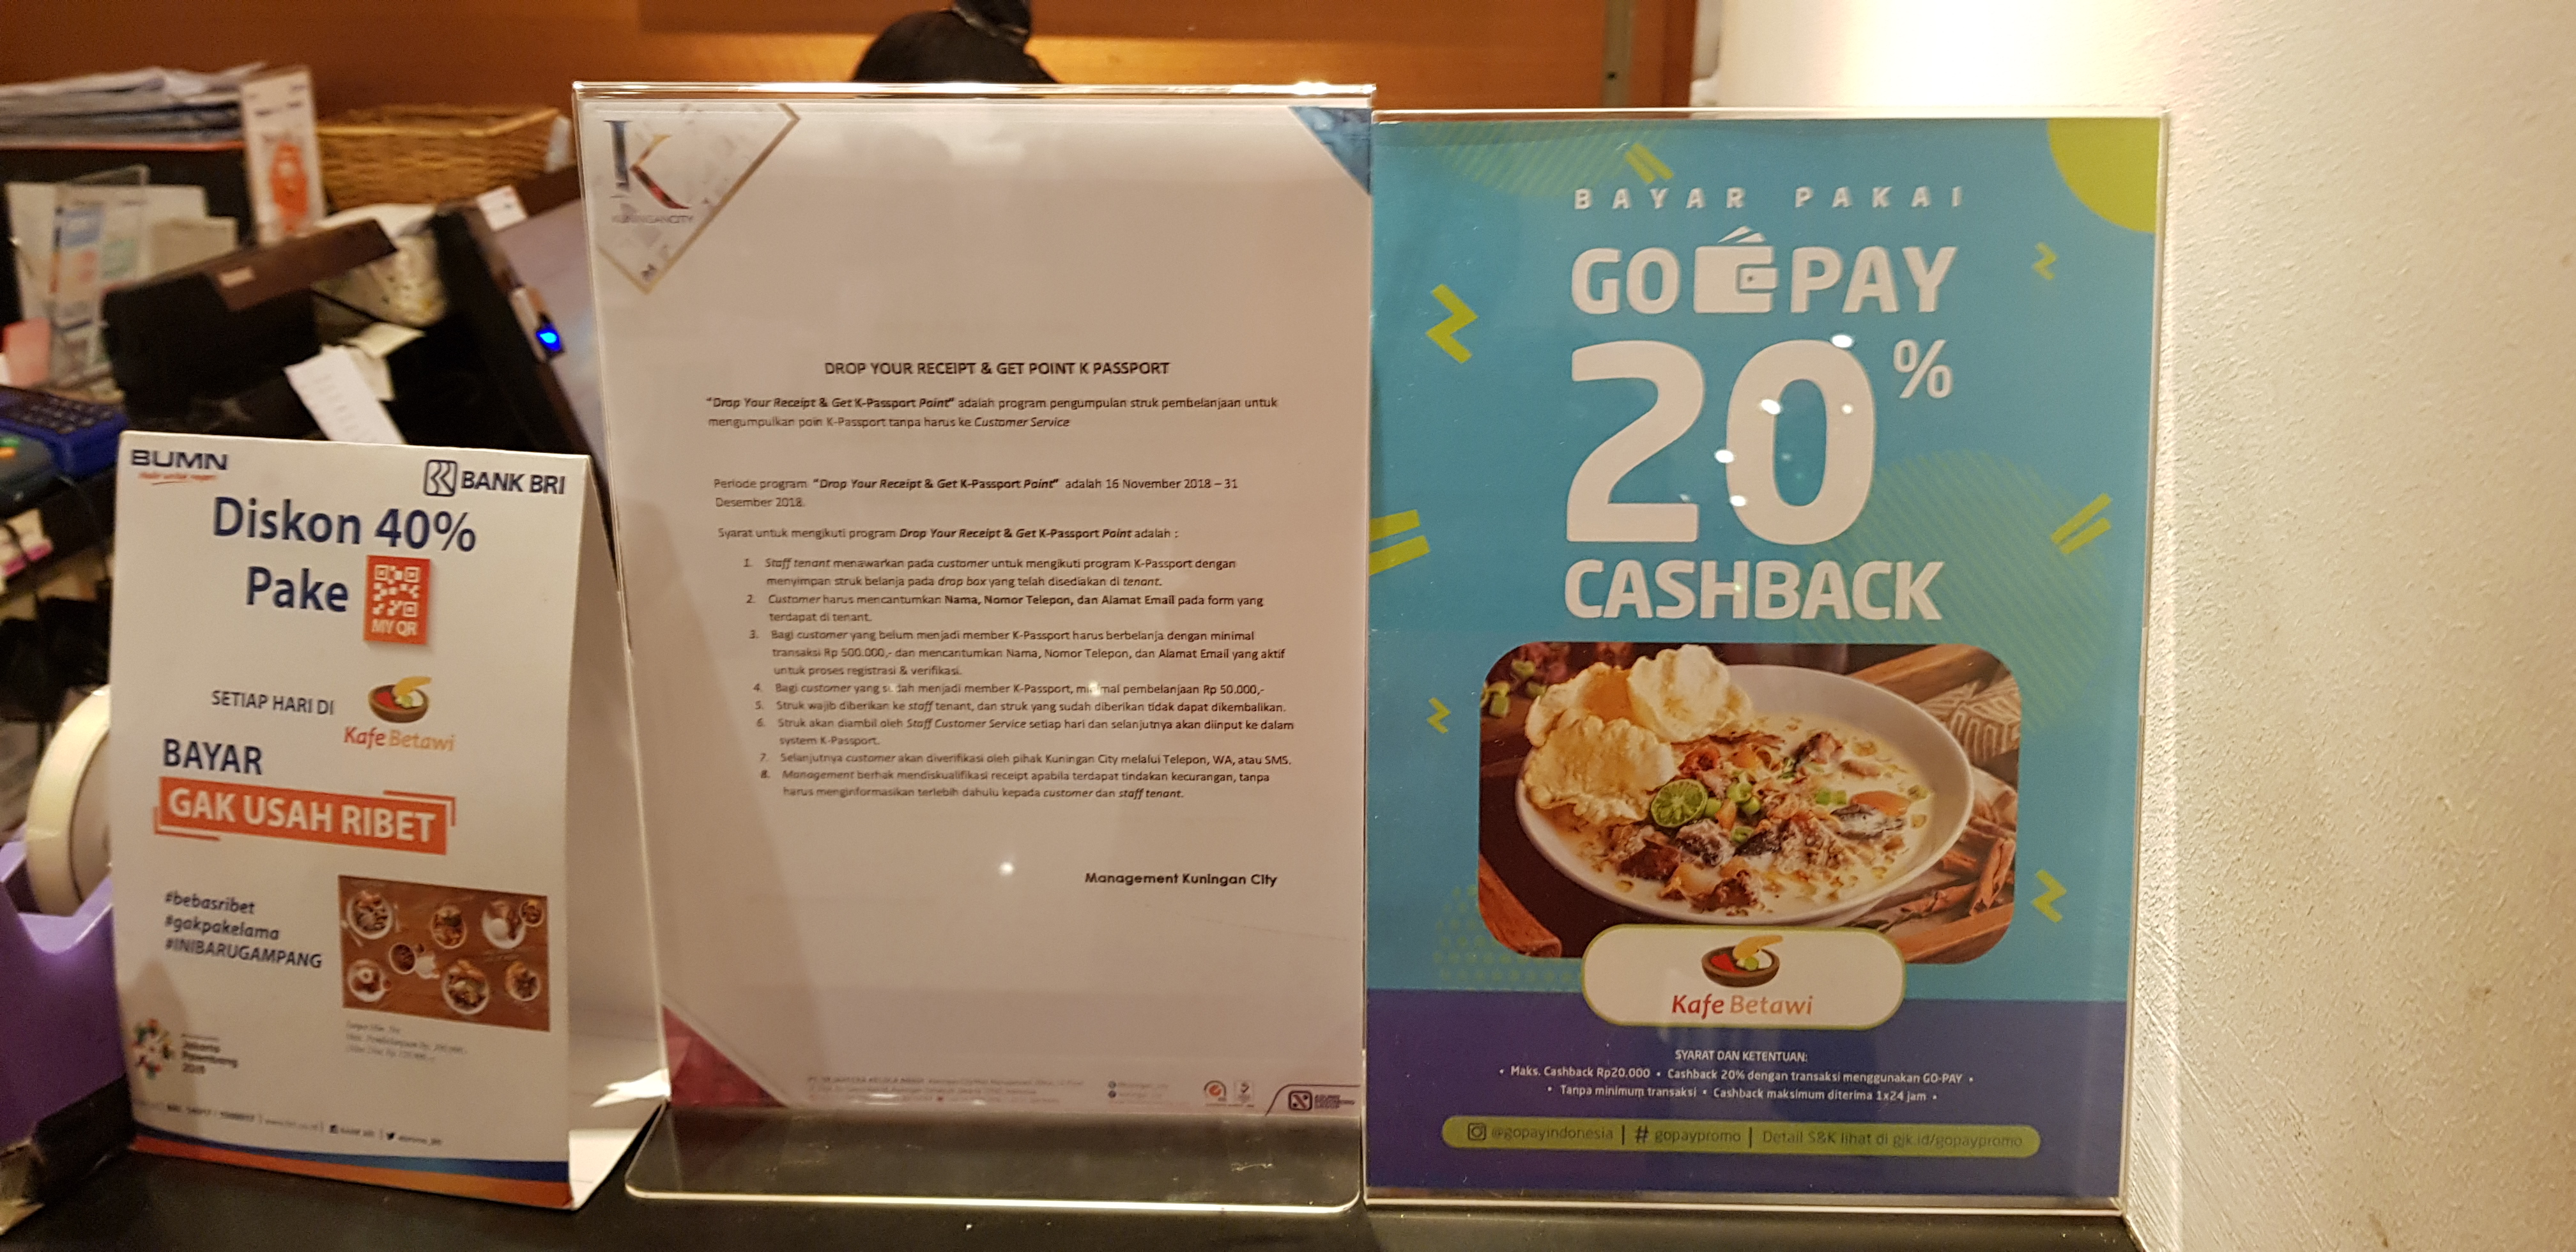 BUMN
BANK BRI
Diskon 40%
Pake
MY QR
SETIAP HARI DI
Kafe Betawi
BAYAR
GAK USAH RIBET
#bebasribet
#gakpakelama
#INIBARUGAMPANG
Jakarta
Palembang
2018
BANK BRI
K
KUNINGANCITY
DROP YOUR RECEIPT & GET POINT K PASSPORT
"Drop Your Receipt & Get K-Passport Point" adalah program pengumpulan struk pembelanjaan untuk
mengumpulkan poin K-Passport tanpa harus ke Customer Service
Periode program "Drop Your Receipt & Get K-Passport Point" adalah 16 November 2018 – 31
Desember 2018.
Syarat untuk mengikuti program Drop Your Receipt & Get K-Passport Point adalah :
1. Staff tenant menawarkan pada customer untuk mengikuti program K-Passport dengan
menyimpan struk belanja pada drop box yang telah disediakan di tenant.
2. Customer harus mencantumkan Nama, Nomor Telepon, dan Alamat Email pada form yang
terdapat di tenant.
3. Bagi customer yang belum menjadi member K-Passport harus berbelanja dengan minimal
transaksi Rp 500.000,- dan mencantumkan Nama, Nomor Telepon, dan Alamat Email yang aktif
untuk proses registrasi & verifikasi.
4. Bagi customer yang sudah menjadi member K-Passport, minimal pembelanjaan Rp 50.000,-
5. Struk wajib diberikan ke staff tenant, dan struk yang sudah diberikan tidak dapat dikembalikan.
6. Struk akan diambil oleh Staff Customer Service setiap hari dan selanjutnya akan diinput ke dalam
system K-Passport.
7. Selanjutnya customer akan diverifikasi oleh pihak Kuningan City melalui Telepon, WA, atau SMS.
8. Management berhak mendiskualifikasi receipt apabila terdapat tindakan kecurangan, tanpa
harus menginformasikan terlebih dahulu kepada customer dan staff tenant.
Management Kuningan City
BAYAR PAKAI
GO PAY
20%
CASHBACK
Kafe Betawi
SYARAT DAN KETENTUAN:
• Maks. Cashback Rp20.000 • Cashback 20% dengan transaksi menggunakan GO-PAY •
• Tanpa minimum transaksi • Cashback maksimum diterima 1x24 jam •
@gopayindonesia | # gopaypromo | Detail S&K lihat di gjk.id/gopaypromo